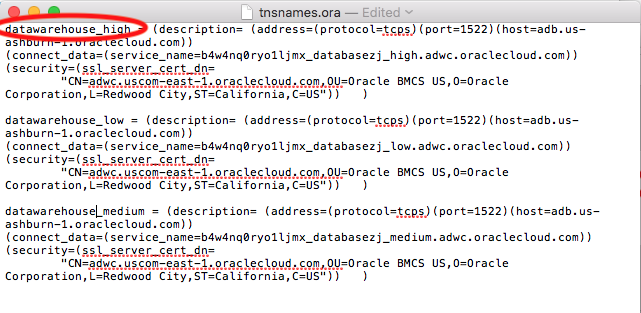 tnsnames.ora — Edited
datawarehouse_high = (description= (address=(protocol=tcps)(port=1522)(host=adb.us-
ashburn-1.oraclecloud.com))
(connect_data=(service_name=b4w4nq0ryo1ljmx_databasezj_high.adwc.oraclecloud.com))
(security=(ssl_server_cert_dn=
"CN=adwc.uscom-east-1.oraclecloud.com,OU=Oracle BMCS US,O=Oracle
Corporation,L=Redwood City,ST=California,C=US")) )
datawarehouse_low = (description= (address=(protocol=tcps)(port=1522)(host=adb.us-
ashburn-1.oraclecloud.com))
(connect_data=(service_name=b4w4nq0ryo1ljmx_databasezj_low.adwc.oraclecloud.com))
(security=(ssl_server_cert_dn=
"CN=adwc.uscom-east-1.oraclecloud.com,OU=Oracle BMCS US,O=Oracle
Corporation,L=Redwood City,ST=California,C=US")) )
datawarehouse_medium = (description= (address=(protocol=tcps)(port=1522)(host=adb.us-
ashburn-1.oraclecloud.com))
(connect_data=(service_name=b4w4nq0ryo1ljmx_databasezj_medium.adwc.oraclecloud.com))
(security=(ssl_server_cert_dn=
"CN=adwc.uscom-east-1.oraclecloud.com,OU=Oracle BMCS US,O=Oracle
Corporation,L=Redwood City,ST=California,C=US")) )